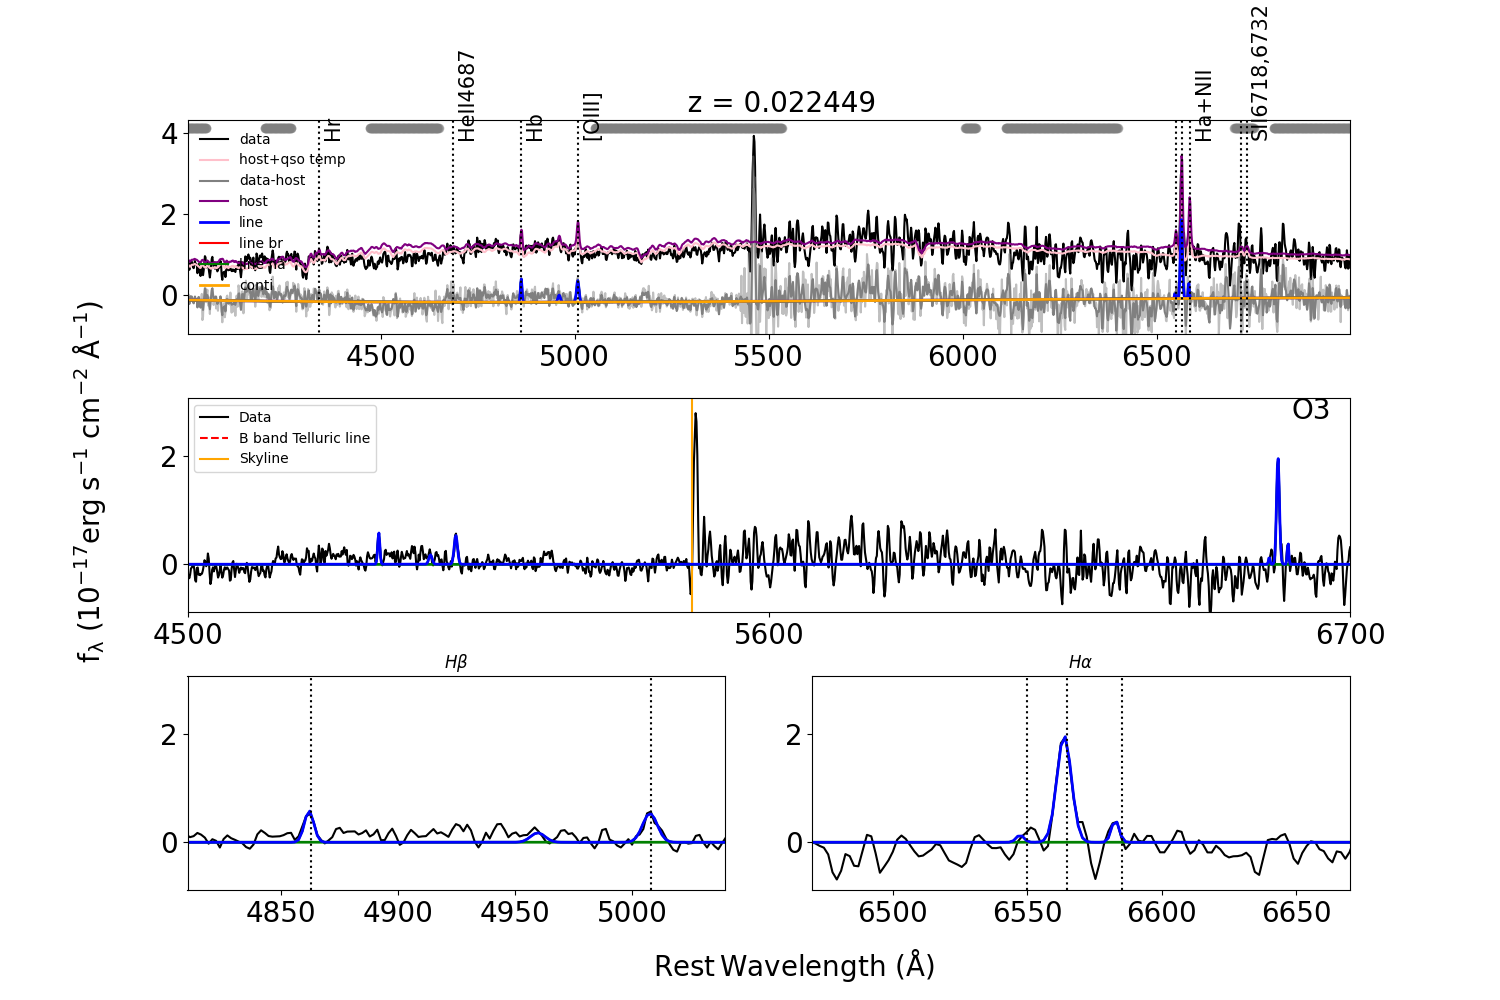 z = 0.022449
Hr
HeII4687
Hb
[OIII]
Ha+NII
SII6718,6732
data
host+qso temp
data-host
host
line
line br
conti
4
2
0
4500 5000 5500 6000 6500
fλ (10⁻¹⁷erg s⁻¹ cm⁻² Å⁻¹)
O3
Data
B band Telluric line
Skyline
2
0
4500 5600 6700
Hβ
2
0
4850 4900 4950 5000
Hα
2
0
6500 6550 6600 6650
Rest Wavelength (Å)